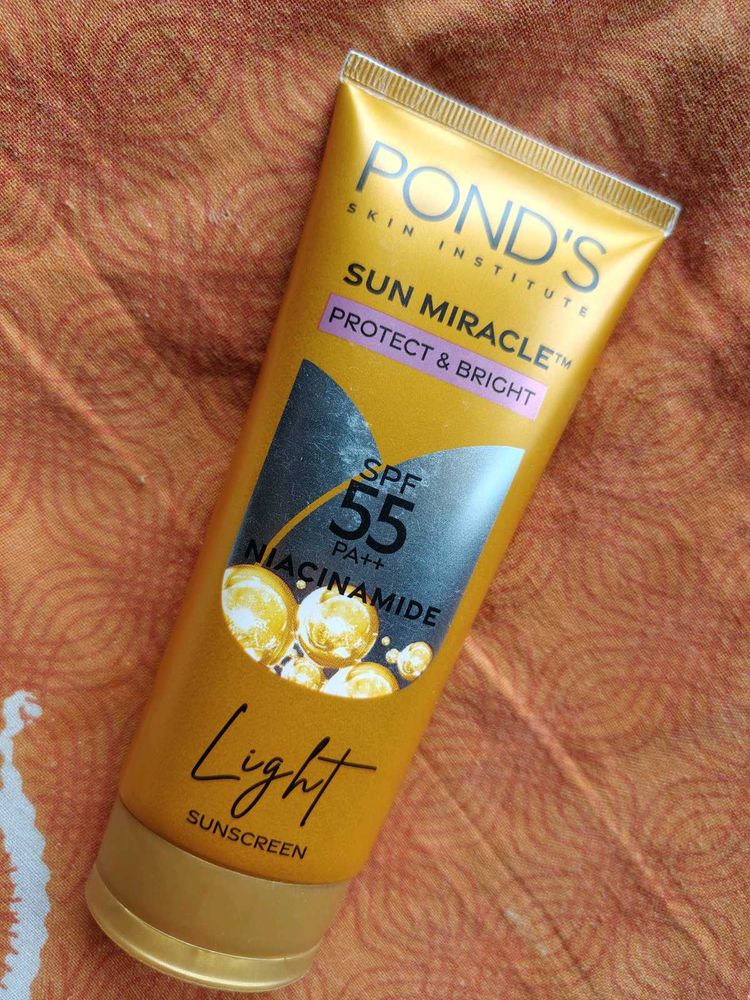 POND'S
SKIN INSTITUTE
SUN MIRACLE™
PROTECT & BRIGHT
SPF
55
PA++
NIACINAMIDE
Light
SUNSCREEN